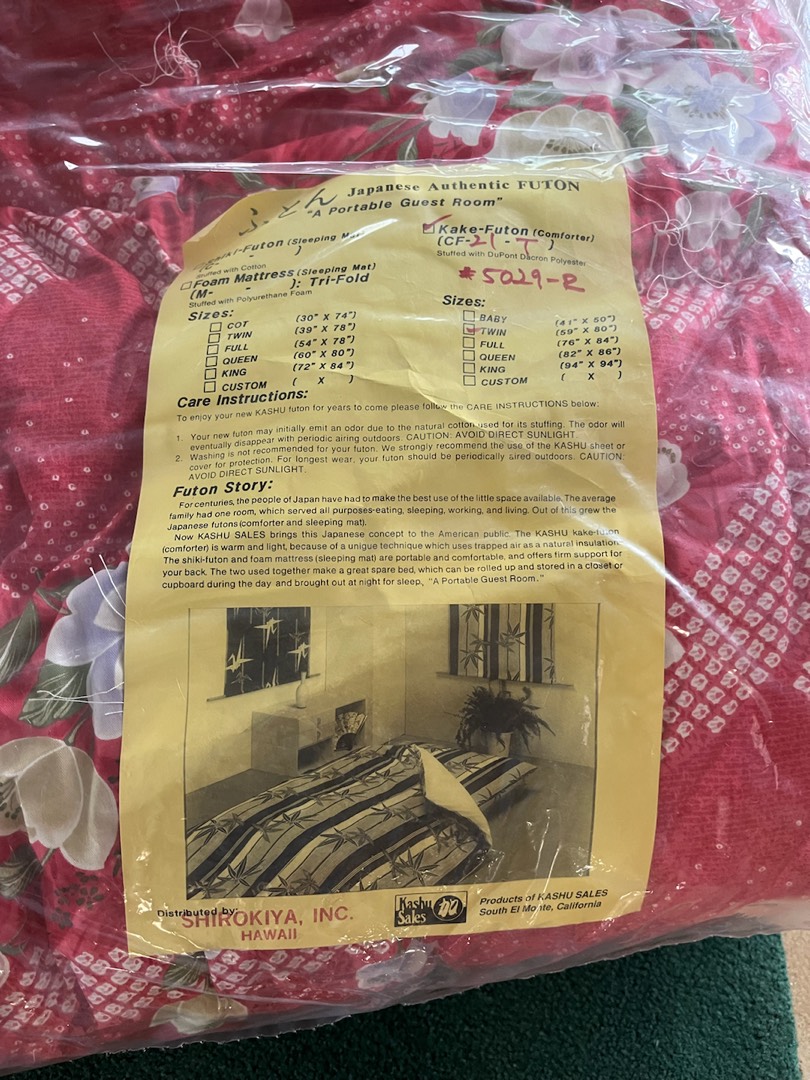 ふとん Japanese Authentic FUTON
"A Portable Guest Room"
-Futon (Sleeping Mat)
( - )
Stuffed with Cotton
Foam Mattress (Sleeping Mat)
(M- - ): Tri-Fold
Stuffed with Polyurethane Foam
Sizes:
COT (30" X 74")
TWIN (39" X 78")
FULL (54" X 78")
QUEEN (60" X 80")
KING (72" X 84")
CUSTOM ( X )
Kake-Futon (Comforter)
(CF-21-T)
Stuffed with DuPont Dacron Polyester
#5029-R
Sizes:
BABY (41" X 50")
TWIN (59" X 80")
FULL (76" X 84")
QUEEN (82" X 86")
KING (94" X 94")
CUSTOM ( X )
Care Instructions:
To enjoy your new KASHU futon for years to come please follow the CARE INSTRUCTIONS below:
1. Your new futon may initially emit an odor due to the natural cotton used for its stuffing. The odor will
eventually disappear with periodic airing outdoors. CAUTION: AVOID DIRECT SUNLIGHT.
2. Washing is not recommended for your futon. We strongly recommend the use of the KASHU sheet or
cover for protection. For longest wear, your futon should be periodically aired outdoors. CAUTION:
AVOID DIRECT SUNLIGHT.
Futon Story:
For centuries, the people of Japan have had to make the best use of the little space available. The average
family had one room, which served all purposes-eating, sleeping, working, and living. Out of this grew the
Japanese futons (comforter and sleeping mat).
Now KASHU SALES brings this Japanese concept to the American public. The KASHU kake-futon
(comforter) is warm and light, because of a unique technique which uses trapped air as a natural insulation.
The shiki-futon and foam mattress (sleeping mat) are portable and comfortable, and offers firm support for
your back. The two used together make a great spare bed, which can be rolled up and stored in a closet or
cupboard during the day and brought out at night for sleep, "A Portable Guest Room."
Distributed by:
SHIROKIYA, INC.
HAWAII
Kashu
Sales
Products of KASHU SALES
South El Monte, California